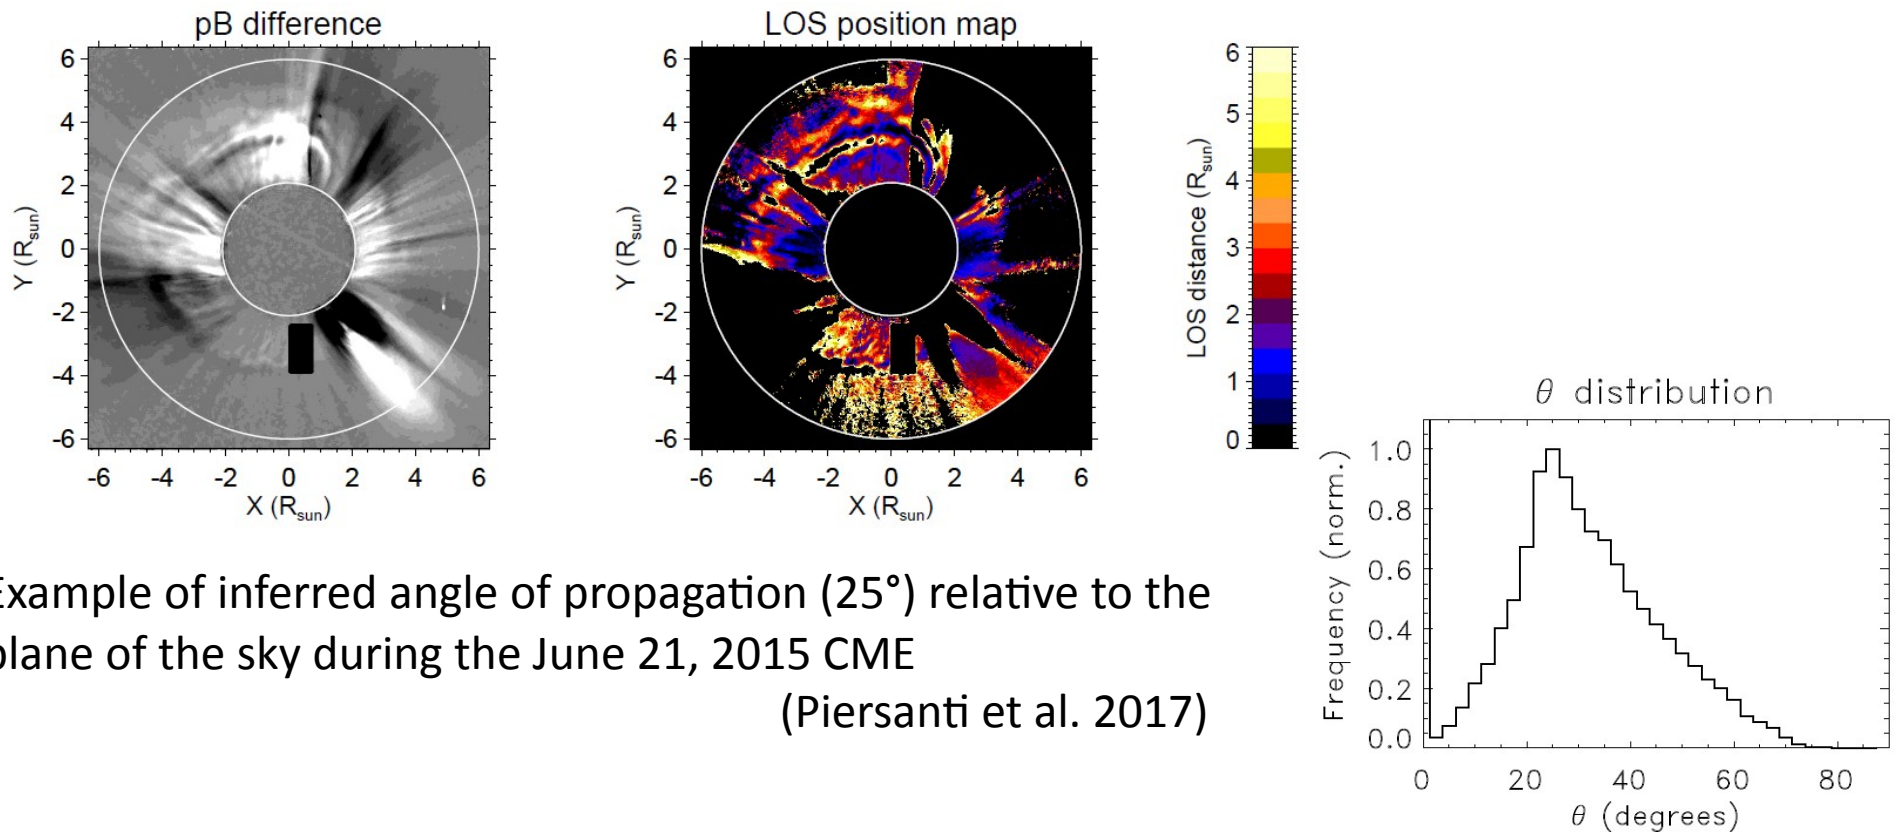 pB difference
6
4
2
0
-2
-4
-6
Y (Rsun)
-6 -4 -2 0 2 4 6
X (Rsun)
LOS position map
6
4
2
0
-2
-4
-6
Y (Rsun)
-6 -4 -2 0 2 4 6
X (Rsun)
6
5
4
3
2
1
0
LOS distance (Rsun)
Example of inferred angle of propagation (25°) relative to the
plane of the sky during the June 21, 2015 CME
(Piersanti et al. 2017)
θ distribution
1.0
0.8
0.6
0.4
0.2
0.0
Frequency (norm.)
0 20 40 60 80
θ (degrees)